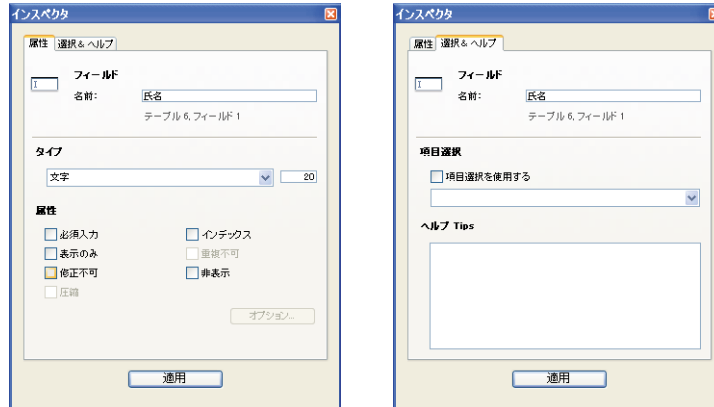 インスペクタ
属性 選択&ヘルプ
フィールド
名前: 氏名
テーブル 6, フィールド 1
タイプ
文字 20
属性
必須入力 インデックス
表示のみ 重複不可
修正不可 非表示
圧縮
オプション...
適用
インスペクタ
属性 選択&ヘルプ
フィールド
名前: 氏名
テーブル 6, フィールド 1
項目選択
項目選択を使用する
ヘルプ Tips
適用